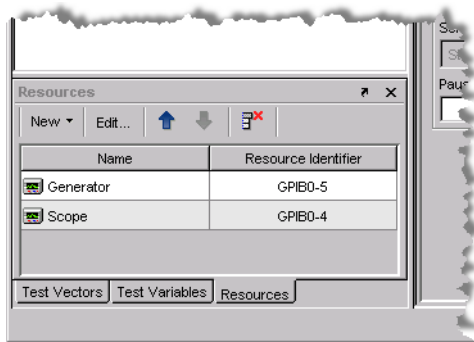 Resources
New Edit...
Name Resource Identifier
Generator GPIB0-5
Scope GPIB0-4
Test Vectors Test Variables Resources